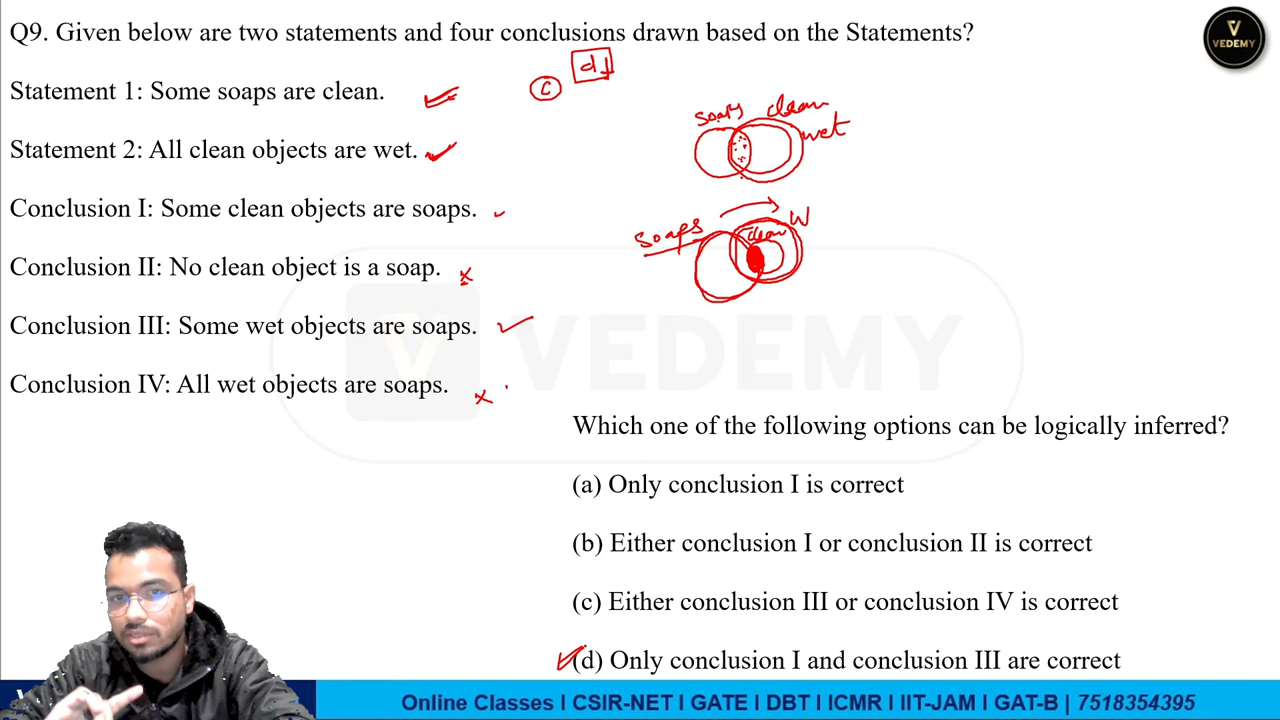 Q9. Given below are two statements and four conclusions drawn based on the Statements?
V
VEDEMY
d
c
Statement 1: Some soaps are clean.
soaps clean
wet
Statement 2: All clean objects are wet.
Conclusion I: Some clean objects are soaps.
soaps clean W
Conclusion II: No clean object is a soap.
Conclusion III: Some wet objects are soaps.
VEDEMY
Conclusion IV: All wet objects are soaps.
Which one of the following options can be logically inferred?
(a) Only conclusion I is correct
(b) Either conclusion I or conclusion II is correct
(c) Either conclusion III or conclusion IV is correct
(d) Only conclusion I and conclusion III are correct
Online Classes I CSIR-NET I GATE I DBT I ICMR I IIT-JAM I GAT-B | 7518354395